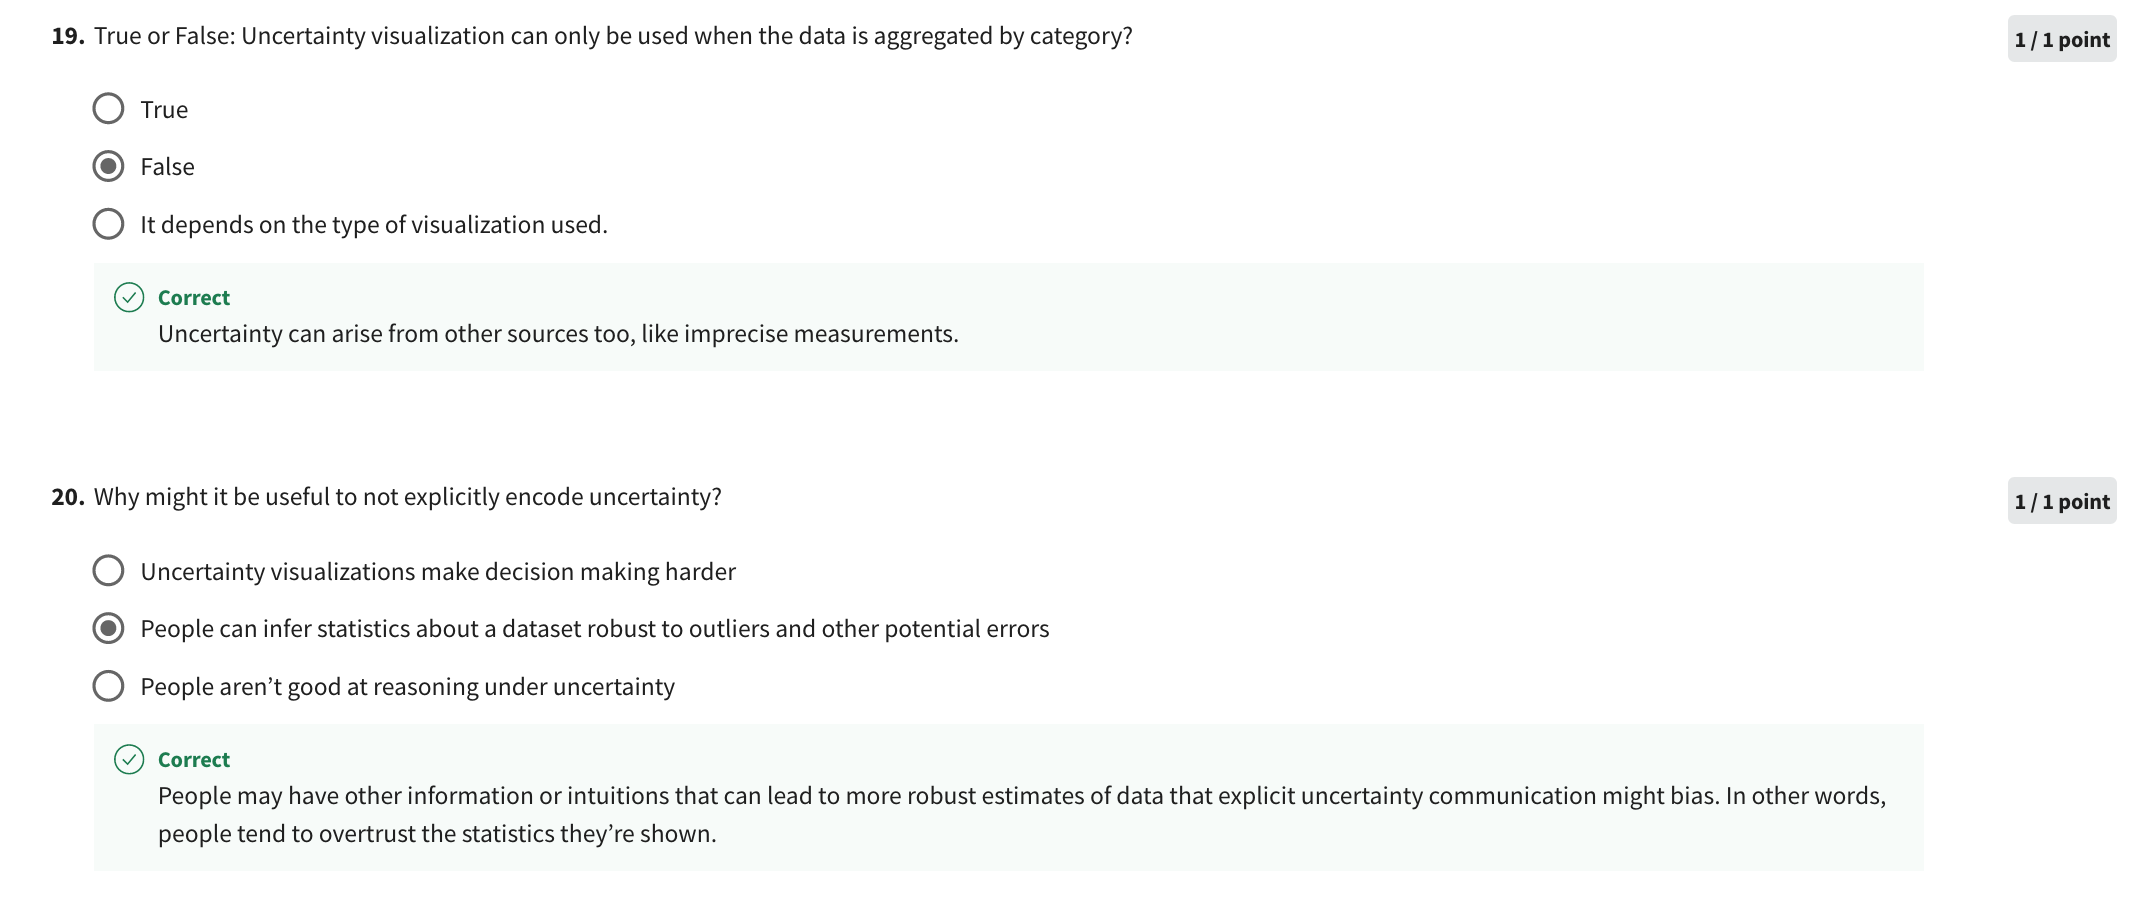 19. True or False: Uncertainty visualization can only be used when the data is aggregated by category?
1 / 1 point
True
False
It depends on the type of visualization used.
Correct
Uncertainty can arise from other sources too, like imprecise measurements.
20. Why might it be useful to not explicitly encode uncertainty?
1 / 1 point
Uncertainty visualizations make decision making harder
People can infer statistics about a dataset robust to outliers and other potential errors
People aren’t good at reasoning under uncertainty
Correct
People may have other information or intuitions that can lead to more robust estimates of data that explicit uncertainty communication might bias. In other words,
people tend to overtrust the statistics they’re shown.